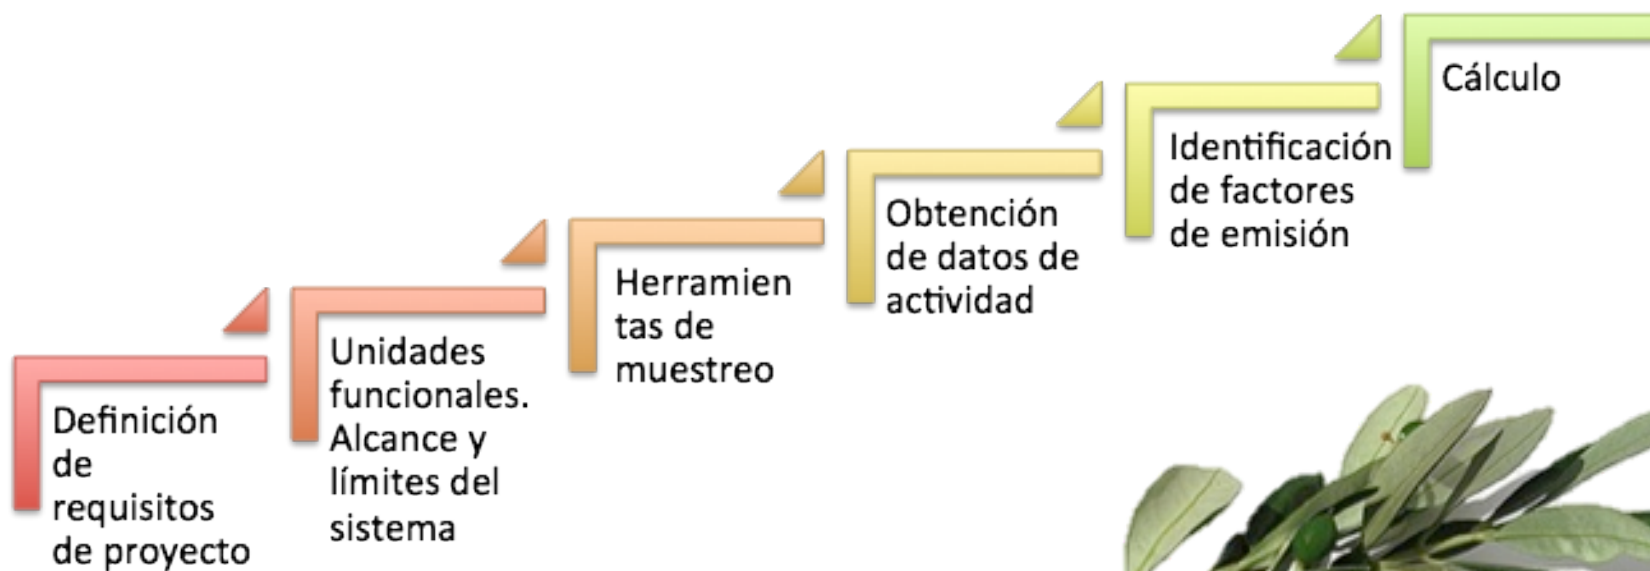 Definición
de
requisitos
de proyecto
Unidades
funcionales.
Alcance y
límites del
sistema
Herramien
tas de
muestreo
Obtención
de datos de
actividad
Identificación
de factores
de emisión
Cálculo